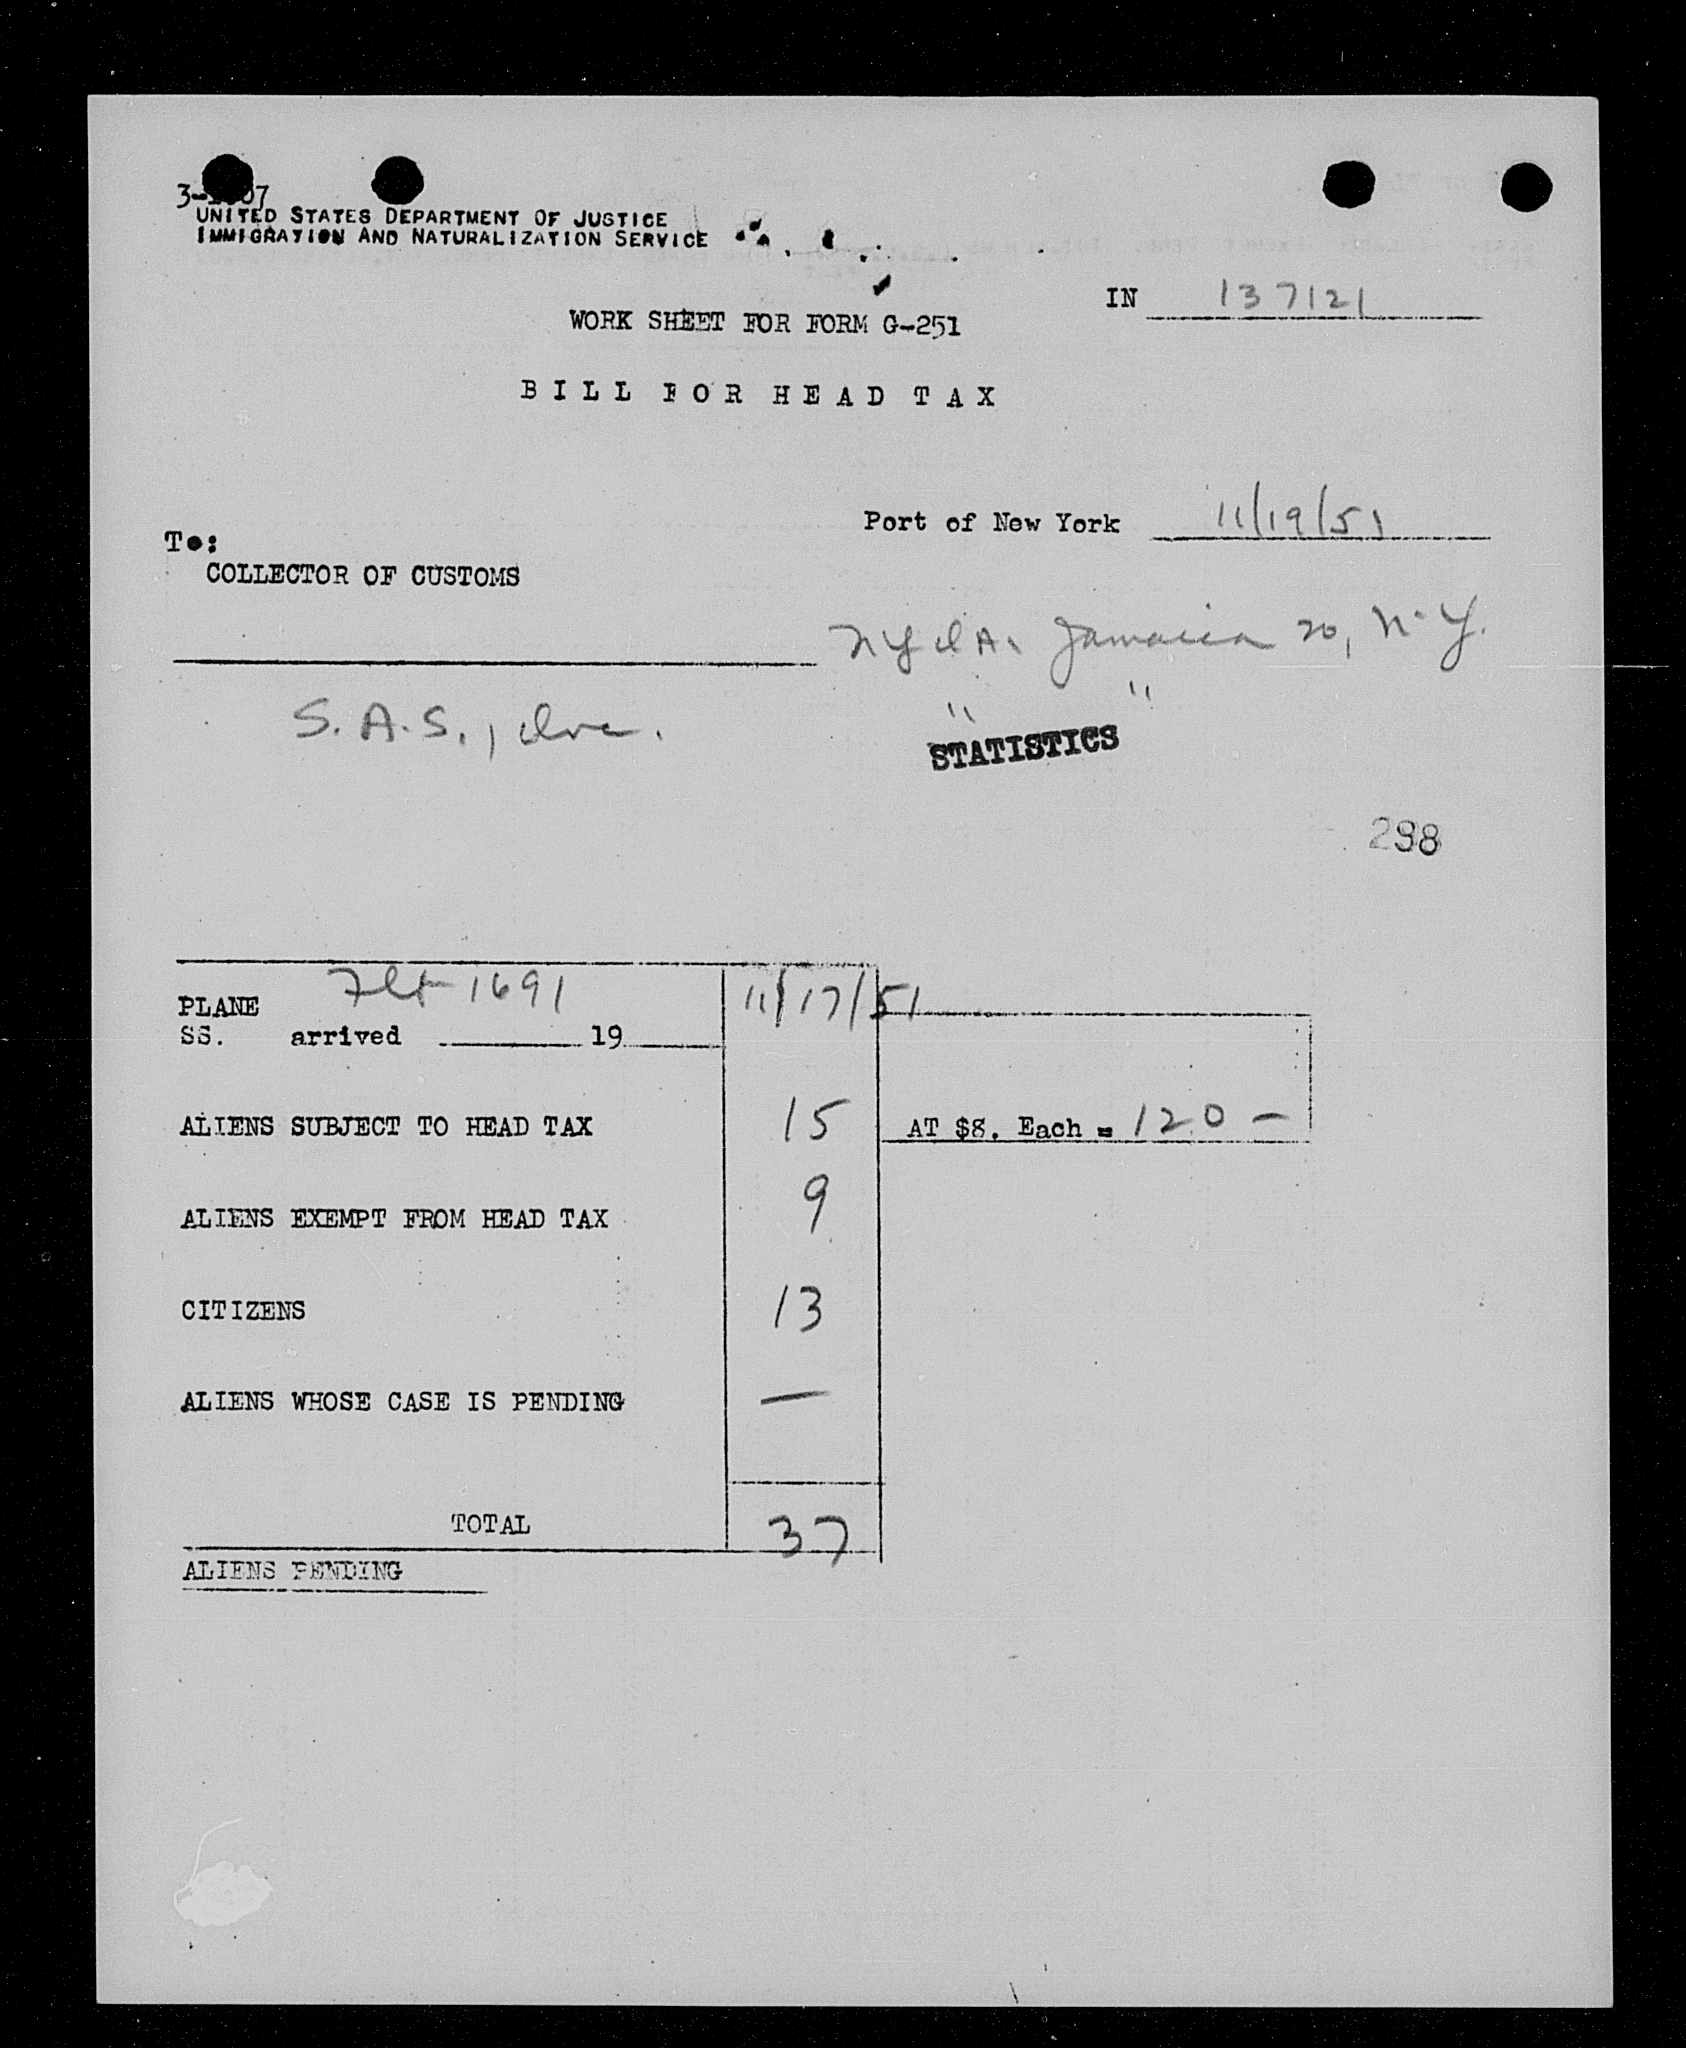 UNITED STATES DEPARTMENT OF JUSTICE
IMMIGRATION AND NATURALIZATION SERVICE
IN 137121
WORK SHEET FOR FORM G-251
BILL FOR HEAD TAX
Port of New York 11/19/51
To:
COLLECTOR OF CUSTOMS
NYIA. Jamaica 20, N.Y.
S.A.S., Inc.
" "
STATISTICS
298
PLANE Flt 1691 11/17/51
SS. arrived 19
ALIENS SUBJECT TO HEAD TAX 15 AT $8. Each = 120 —
ALIENS EXEMPT FROM HEAD TAX 9
CITIZENS 13
ALIENS WHOSE CASE IS PENDING —
TOTAL 37
ALIENS PENDING